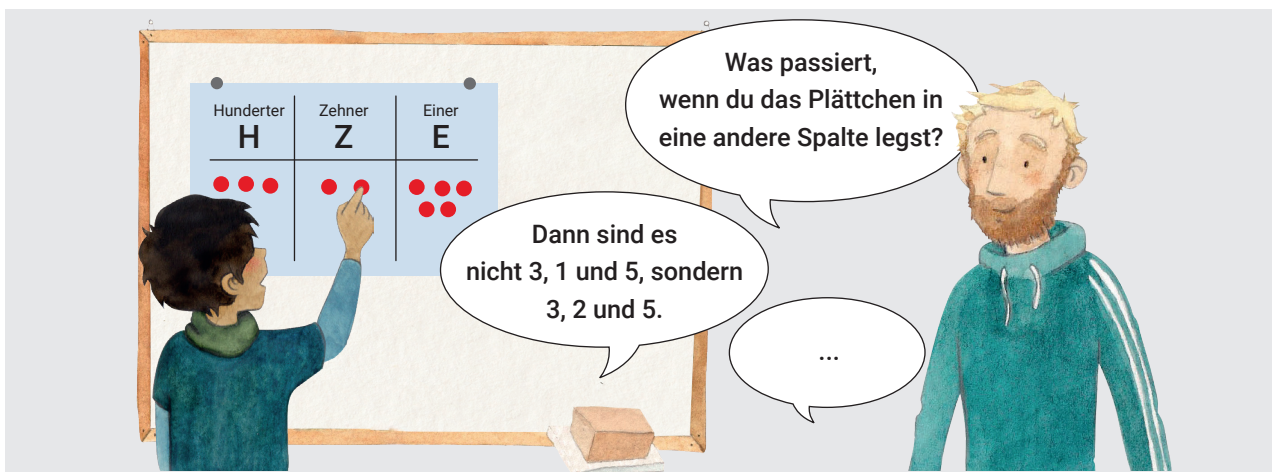 Hunderter Zehner Einer
H Z E
Was passiert,
wenn du das Plättchen in
eine andere Spalte legst?
Dann sind es
nicht 3, 1 und 5, sondern
3, 2 und 5.
...